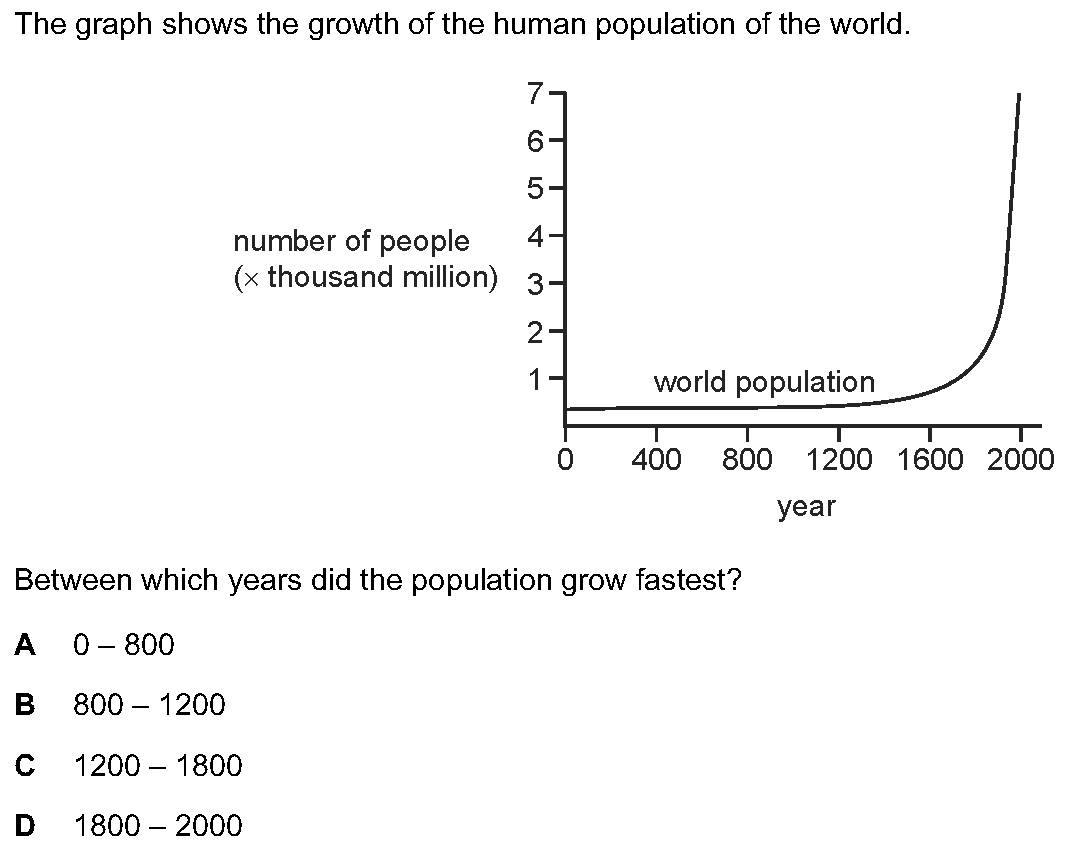 The graph shows the growth of the human population of the world.
7
6
5
4
3
2
1
number of people
(× thousand million)
world population
0 400 800 1200 1600 2000
year
Between which years did the population grow fastest?
A 0 – 800
B 800 – 1200
C 1200 – 1800
D 1800 – 2000